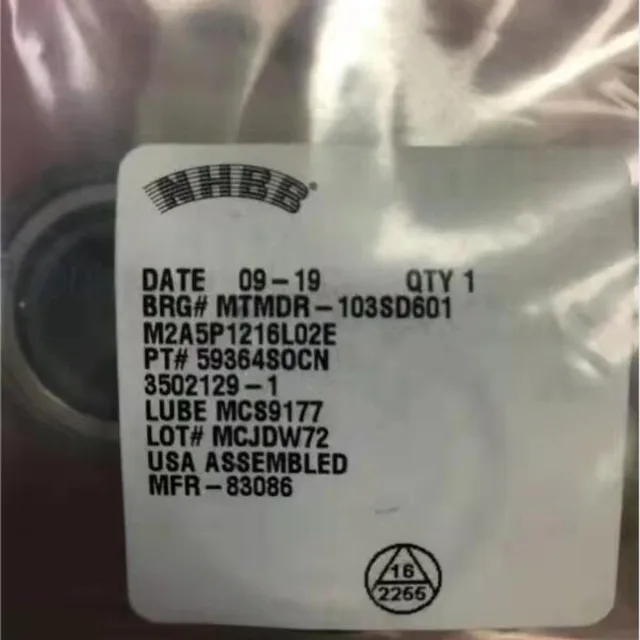 NHBB®
DATE 09-19 QTY 1
BRG# MTMDR-103SD601
M2A5P1216L02E
PT# 59364SOCN
3502129-1
LUBE MCS9177
LOT# MCJDW72
USA ASSEMBLED
MFR-83086
16
2265